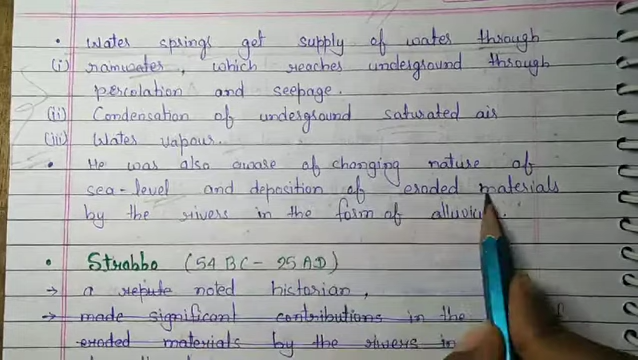 • Water springs get supply of water through
(i) rainwater, which reaches underground through
percolation and seepage.
(ii) Condensation of underground saturated air
(iii) Water vapour.
• He was also aware of changing nature of
sea-level and deposition of eroded materials
by the rivers in the form of
• Strabbo (54 BC - 25 AD)
→ a repute noted historian,
→ made significant contributions in the of
eroded materials by the rivers in